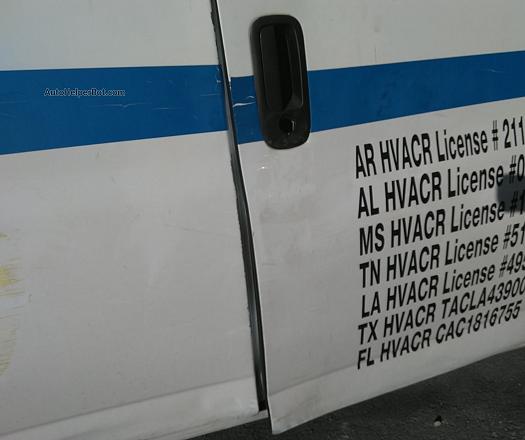 AutoHelperBot.com
AR HVACR License # 211
AL HVACR License #0
MS HVACR License #1
TN HVACR License #51
LA HVACR License #495
TX HVACR TACLA43900
FL HVACR CAC1816755